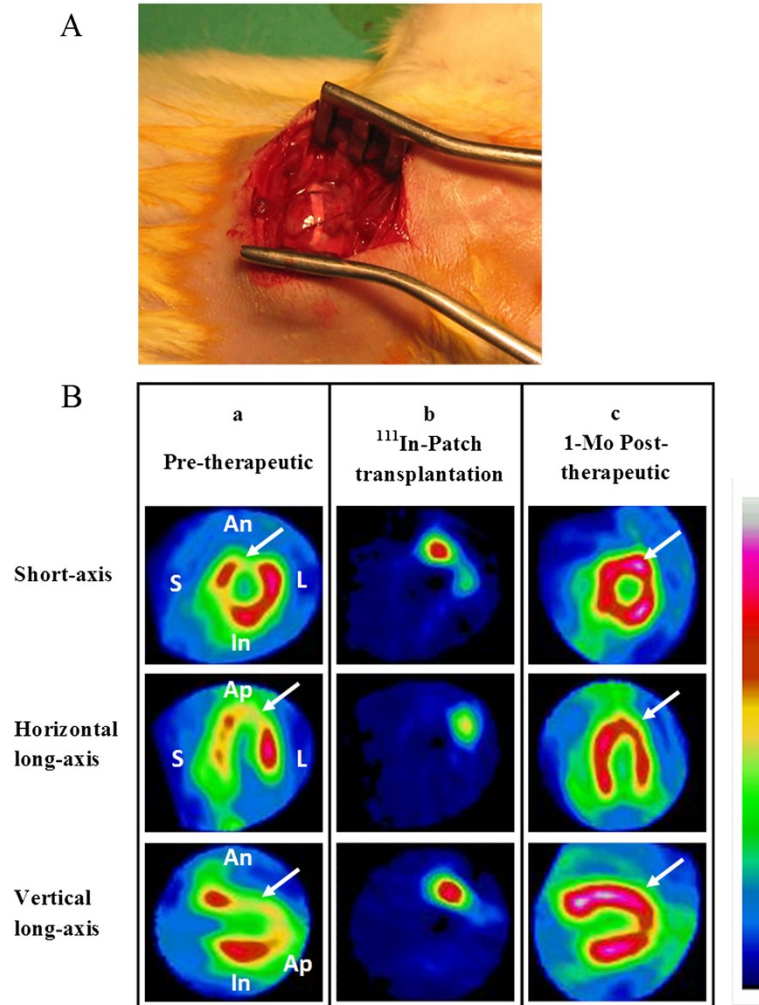 A
B
a
Pre-therapeutic
b
¹¹¹In-Patch
transplantation
c
1-Mo Post-
therapeutic
Short-axis
An
S
L
In
Horizontal
long-axis
Ap
S
L
Vertical
long-axis
An
In
Ap